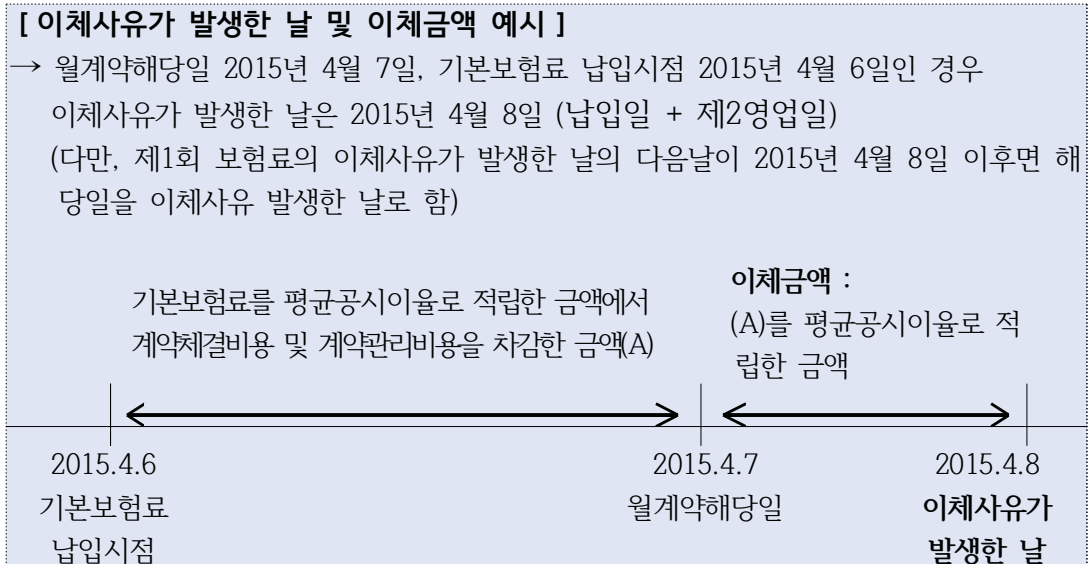 [ 이체사유가 발생한 날 및 이체금액 예시 ]
→ 월계약해당일 2015년 4월 7일, 기본보험료 납입시점 2015년 4월 6일인 경우
이체사유가 발생한 날은 2015년 4월 8일 (납입일 + 제2영업일)
(다만, 제1회 보험료의 이체사유가 발생한 날의 다음날이 2015년 4월 8일 이후면 해
당일을 이체사유 발생한 날로 함)
기본보험료를 평균공시이율로 적립한 금액에서
계약체결비용 및 계약관리비용을 차감한 금액(A)
이체금액 :
(A)를 평균공시이율로 적
립한 금액
2015.4.6
기본보험료
납입시점
2015.4.7
월계약해당일
2015.4.8
이체사유가
발생한 날